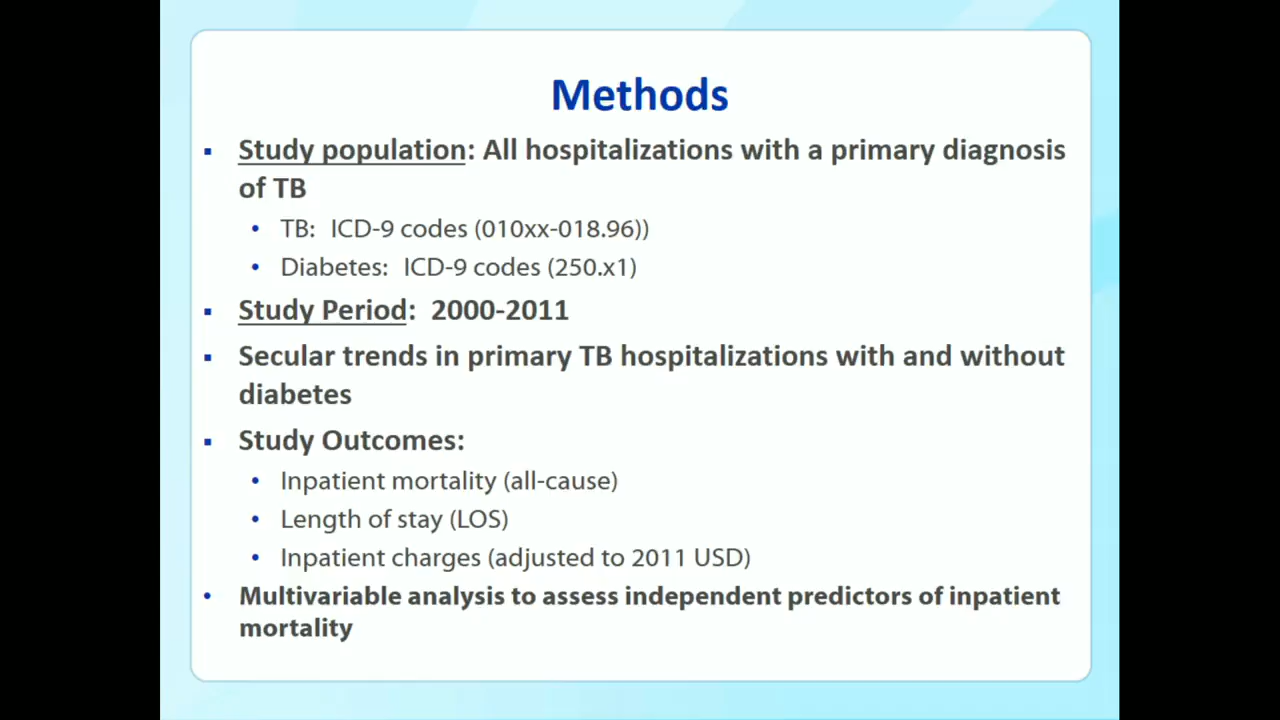 Methods
▪ Study population: All hospitalizations with a primary diagnosis
of TB
• TB: ICD-9 codes (010xx-018.96))
• Diabetes: ICD-9 codes (250.x1)
▪ Study Period: 2000-2011
▪ Secular trends in primary TB hospitalizations with and without
diabetes
▪ Study Outcomes:
• Inpatient mortality (all-cause)
• Length of stay (LOS)
• Inpatient charges (adjusted to 2011 USD)
• Multivariable analysis to assess independent predictors of inpatient
mortality